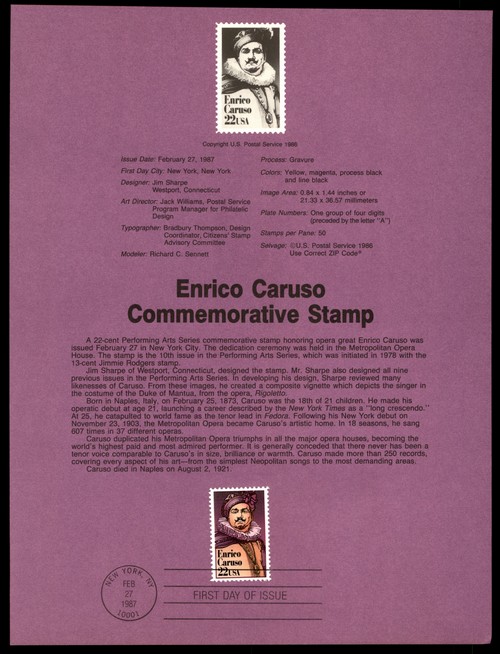 Enrico
Caruso
22USA
Copyright U.S. Postal Service 1986
Issue Date: February 27, 1987
First Day City: New York, New York
Designer: Jim Sharpe
Westport, Connecticut
Art Director: Jack Williams, Postal Service
Program Manager for Philatelic
Design
Typographer: Bradbury Thompson, Design
Coordinator, Citizens' Stamp
Advisory Committee
Modeler: Richard C. Sennett
Process: Gravure
Colors: Yellow, magenta, process black
and line black
Image Area: 0.84 x 1.44 inches or
21.33 x 36.57 millimeters
Plate Numbers: One group of four digits
(preceded by the letter "A")
Stamps per Pane: 50
Selvage: ©U.S. Postal Service 1986
Use Correct ZIP Code®
Enrico Caruso
Commemorative Stamp
A 22-cent Performing Arts Series commemorative stamp honoring opera great Enrico Caruso was
issued February 27 in New York City. The dedication ceremony was held in the Metropolitan Opera
House. The stamp is the 10th issue in the Performing Arts Series, which was initiated in 1978 with the
13-cent Jimmie Rodgers stamp.
Jim Sharpe of Westport, Connecticut, designed the stamp. Mr. Sharpe also designed all nine
previous issues in the Performing Arts Series. In developing his design, Sharpe reviewed many
likenesses of Caruso. From these images, he created a composite vignette which depicts the singer in
the costume of the Duke of Mantua, from the opera, Rigoletto.
Born in Naples, Italy, on February 25, 1873, Caruso was the 18th of 21 children. He made his
operatic debut at age 21, launching a career described by the New York Times as a "long crescendo."
At 25, he catapulted to world fame as the tenor lead in Fedora. Following his New York debut on
November 23, 1903, the Metropolitan Opera became Caruso's artistic home. In 18 seasons, he sang
607 times in 37 different operas.
Caruso duplicated his Metropolitan Opera triumphs in all the major opera houses, becoming the
world's highest paid and most admired performer. It is generally conceded that there never has been a
tenor voice comparable to Caruso's in size, brilliance or warmth. Caruso made more than 250 records,
covering every aspect of his art—from the simplest Neopolitan songs to the most demanding areas.
Caruso died in Naples on August 2, 1921.
Enrico
Caruso
22USA
NEW YORK, NY
FEB
27
1987
10001
FIRST DAY OF ISSUE